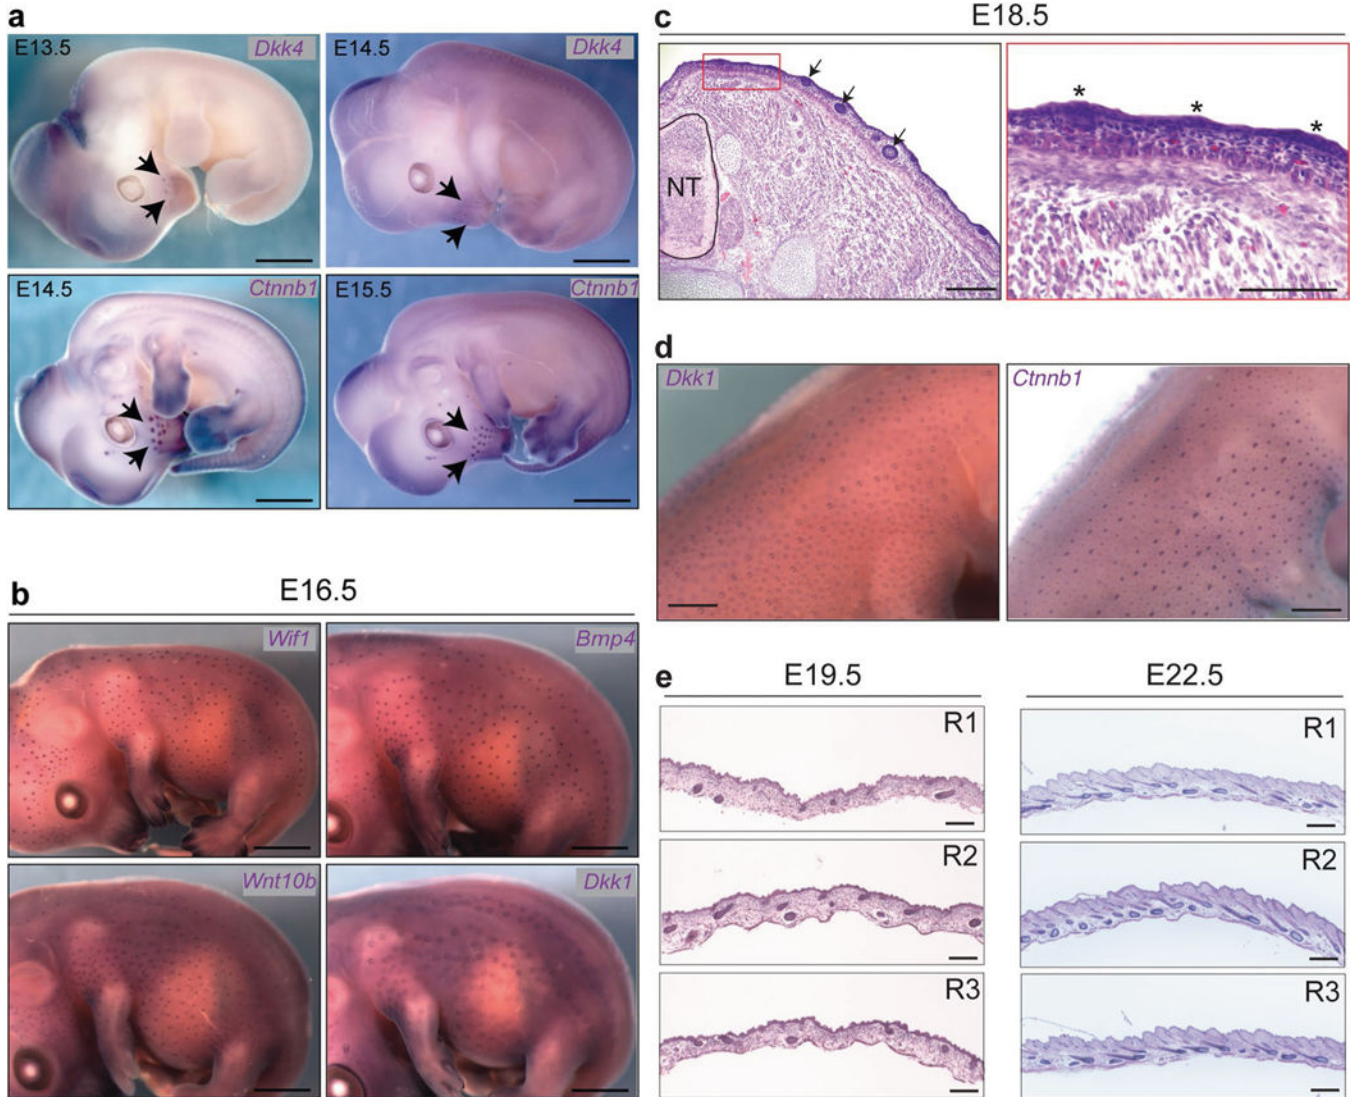 a
E13.5
Dkk4
E14.5
Dkk4
E14.5
Ctnnb1
E15.5
Ctnnb1
b
E16.5
Wif1
Bmp4
Wnt10b
Dkk1
c
E18.5
NT
*
*
*
d
Dkk1
Ctnnb1
e
E19.5
E22.5
R1
R1
R2
R2
R3
R3